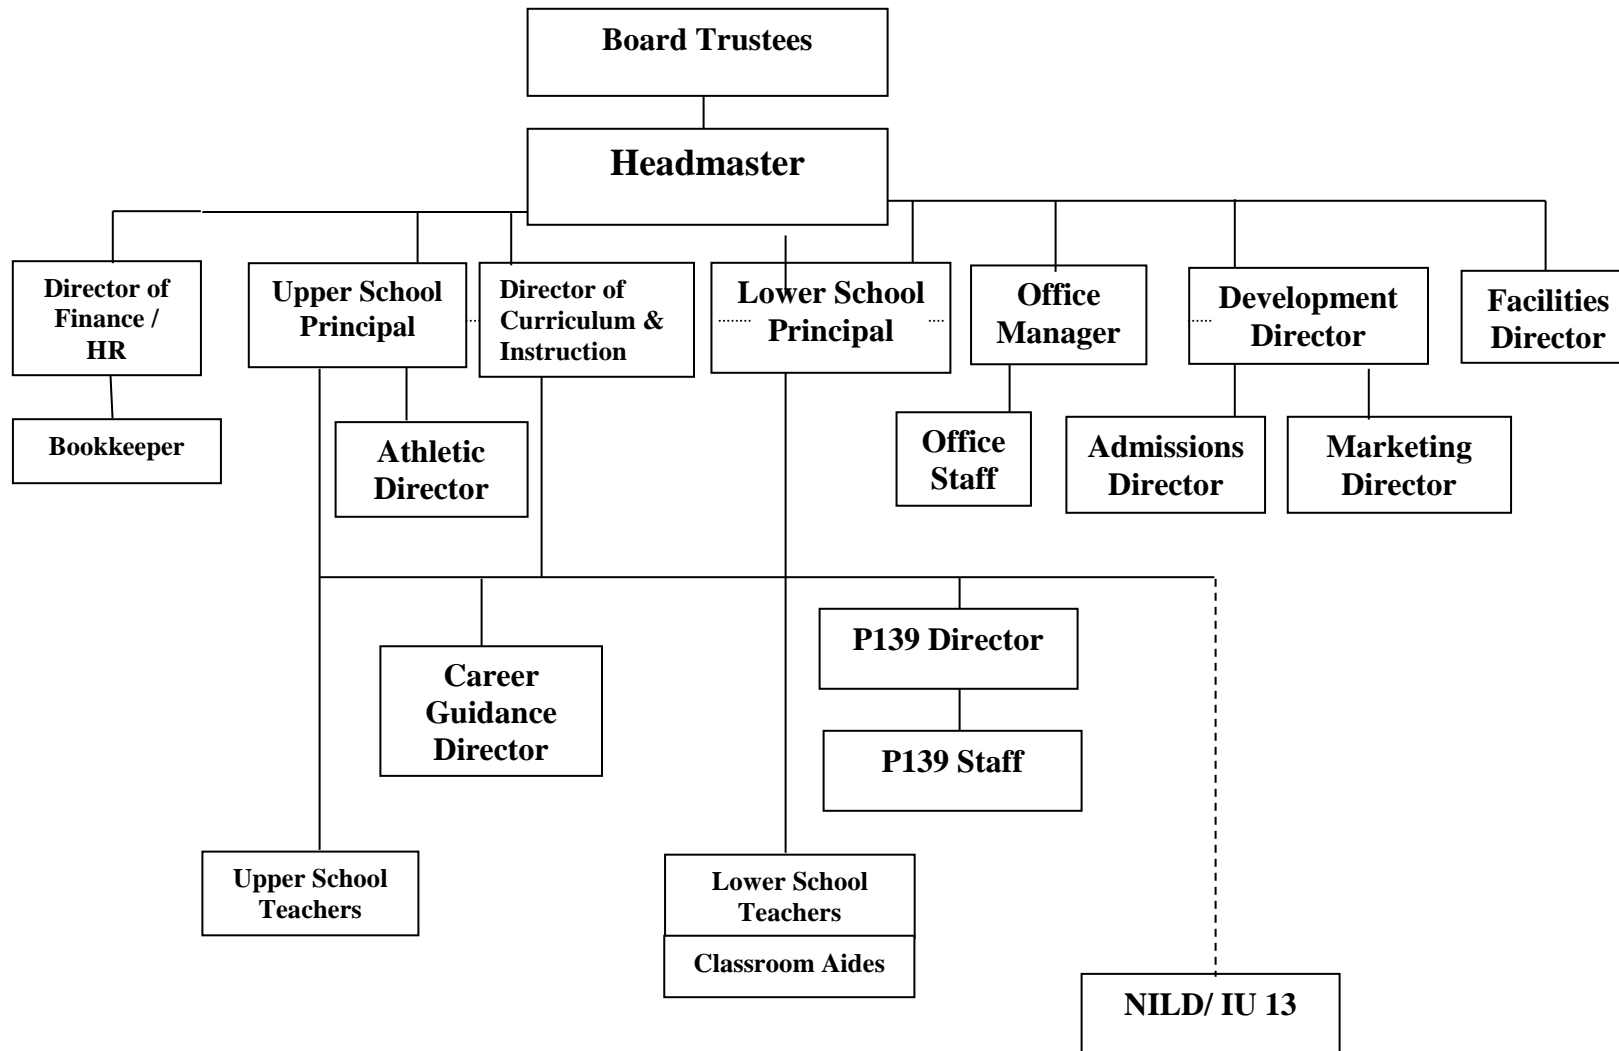 Board Trustees
Headmaster
Director of
Finance /
HR
Upper School
Principal
Director of
Curriculum &
Instruction
Lower School
Principal
Office
Manager
Development
Director
Facilities
Director
Bookkeeper
Athletic
Director
Office
Staff
Admissions
Director
Marketing
Director
P139 Director
Career
Guidance
Director
P139 Staff
Upper School
Teachers
Lower School
Teachers
Classroom Aides
NILD/ IU 13